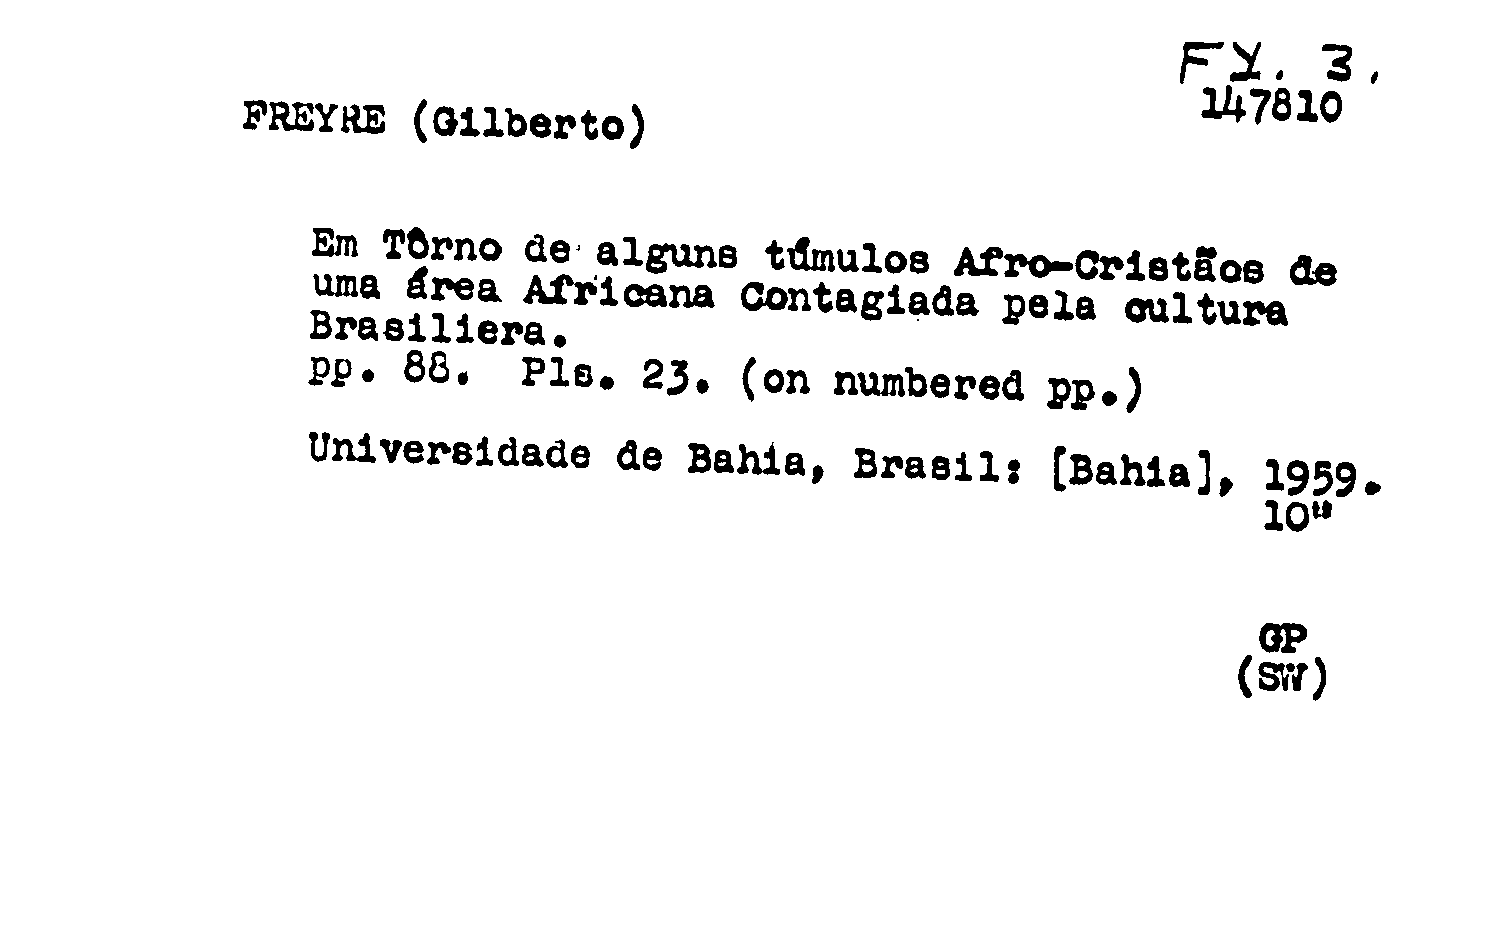 FY. 3.
147810
FREYRE (Gilberto)
Em Tôrno de alguns túmulos Afro-Cristãos de
uma área Africana Contagiada pela cultura
Brasiliera.
pp. 88. Pls. 23. (on numbered pp.)
Universidade de Bahia, Brasil: [Bahia], 1959.
10"
GP
(SW)